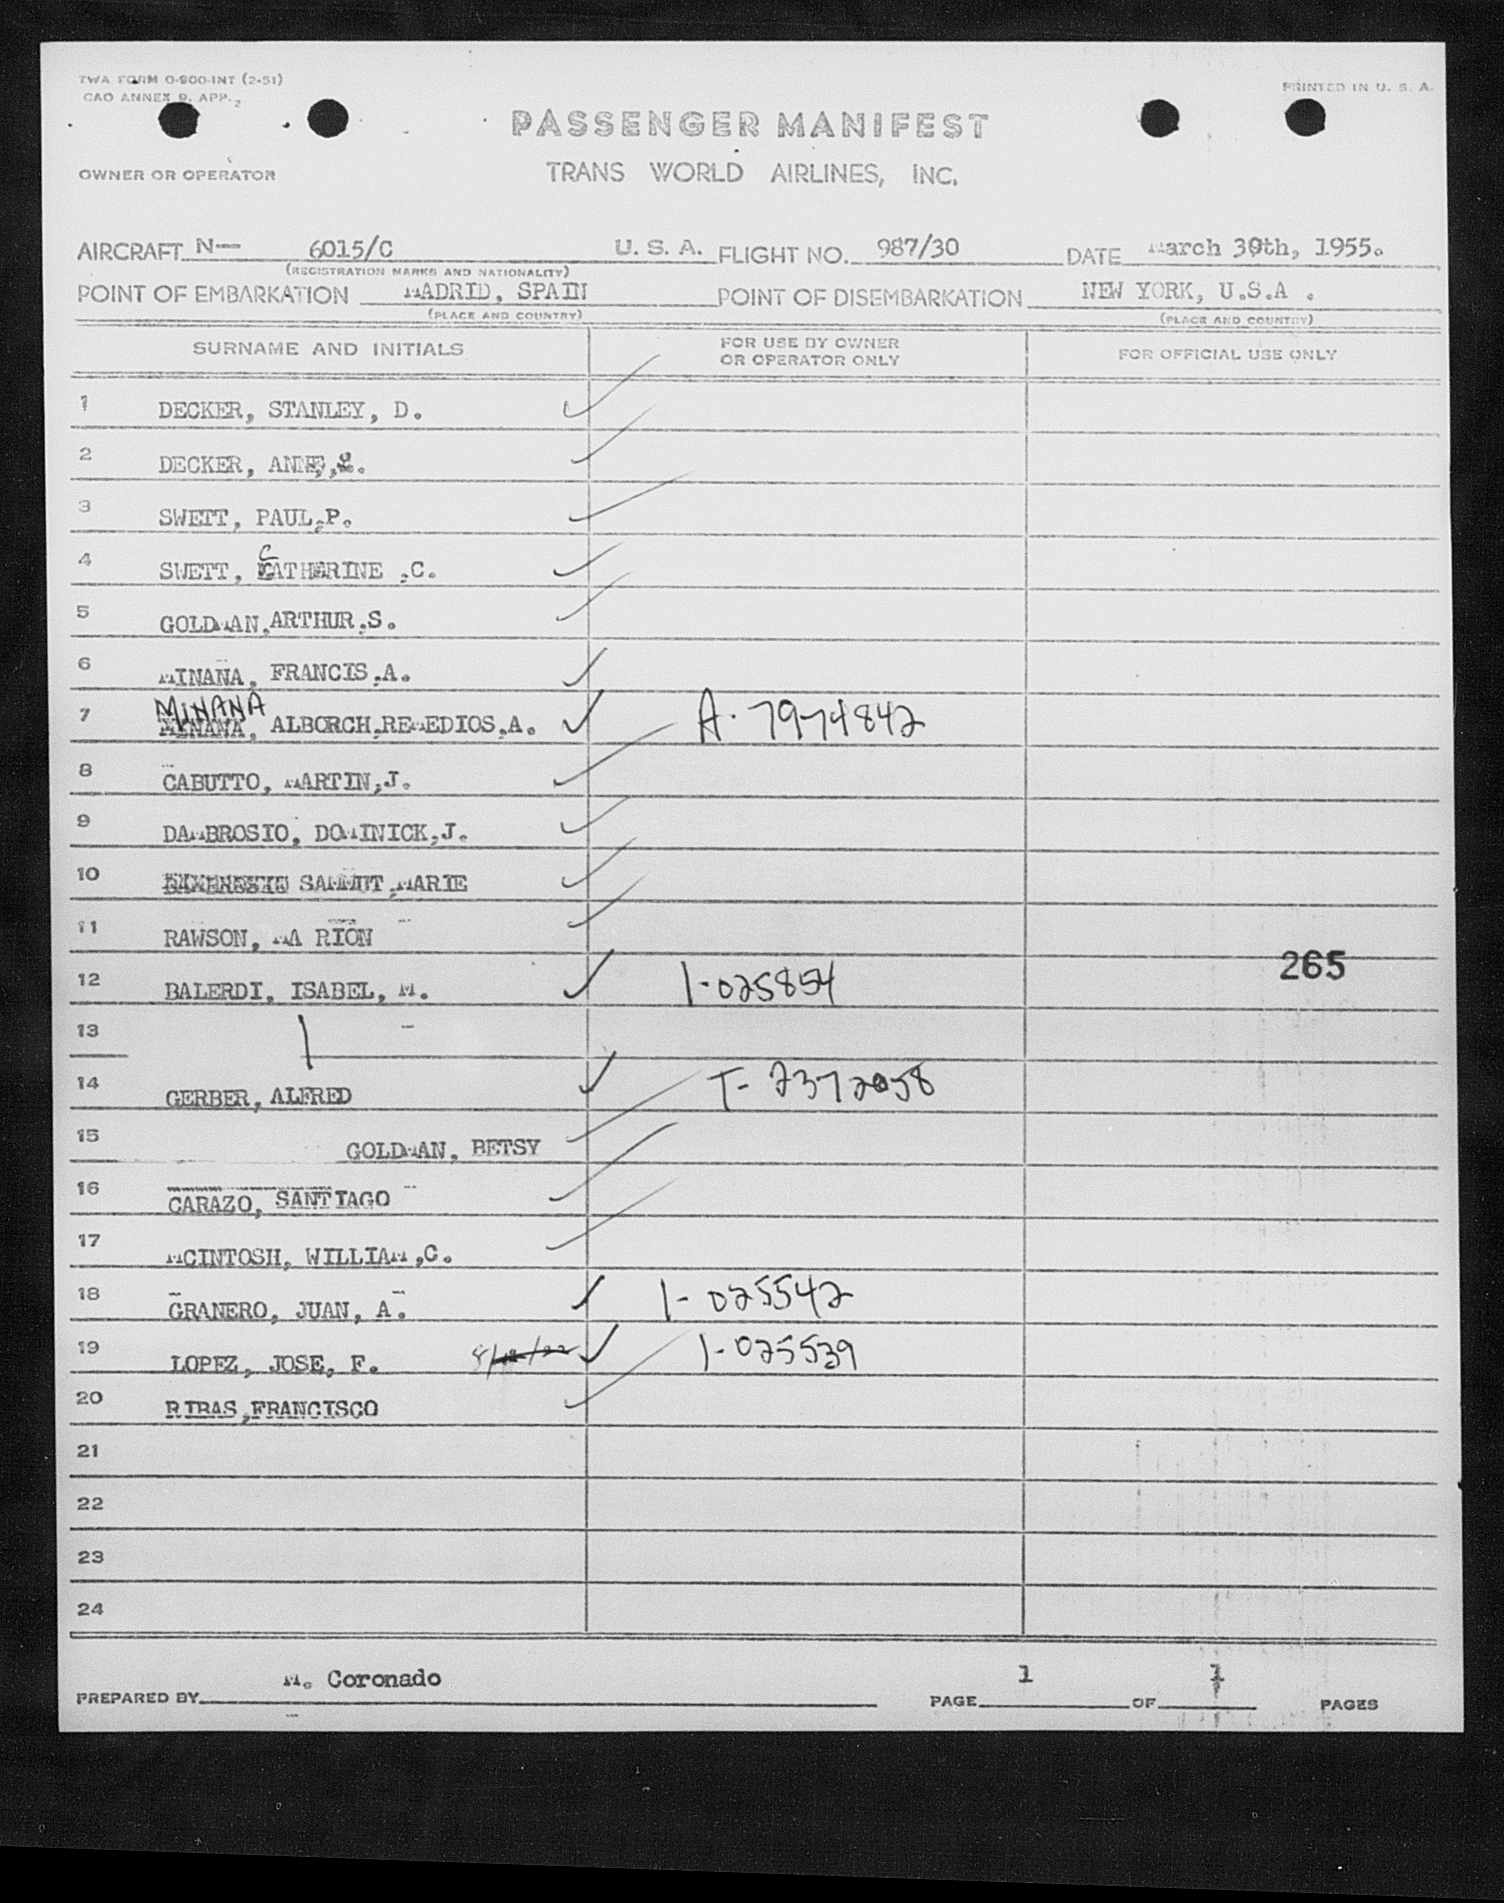 TWA FORM O-900-INT (2-51)
CAO ANNEX 9. APP. 2
PRINTED IN U. S. A.
PASSENGER MANIFEST
OWNER OR OPERATOR
TRANS WORLD AIRLINES, INC.
AIRCRAFT N— 6015/C U. S. A. FLIGHT NO. 987/30 DATE March 30th, 1955.
(REGISTRATION MARKS AND NATIONALITY)
POINT OF EMBARKATION MADRID, SPAIN POINT OF DISEMBARKATION NEW YORK, U.S.A .
(PLACE AND COUNTRY) (PLACE AND COUNTRY)
SURNAME AND INITIALS FOR USE BY OWNER OR OPERATOR ONLY FOR OFFICIAL USE ONLY
1 DECKER, STANLEY, D.
2 DECKER, ANNE,
3 SWETT, PAUL,P.
4 SWETT, CATHERINE ,C.
5 GOLDMAN,ARTHUR,S.
6 MINANA, FRANCIS,A.
MINANA
7 MINANA, ALBORCH,REMEDIOS,A. ✓ A-7974842
8 CABUTTO, MARTIN,J.
9 DAMBROSIO, DOMINICK,J.
10 SAMMUT,MARIE
11 RAWSON, MA RION
12 BALERDI, ISABEL, M. ✓ 1-025854
265
13
14 GERBER, ALFRED ✓ T-2372058
15 GOLDMAN, BETSY
16 CARAZO, SANTIAGO
17 MCINTOSH, WILLIAM,C.
18 GRANERO, JUAN, A. ✓ 1-025542
19 LOPEZ, JOSE, F. ✓ 1-025539
20 RIBAS,FRANCISCO
21
22
23
24
PREPARED BY M. Coronado PAGE 1 OF 1 PAGES